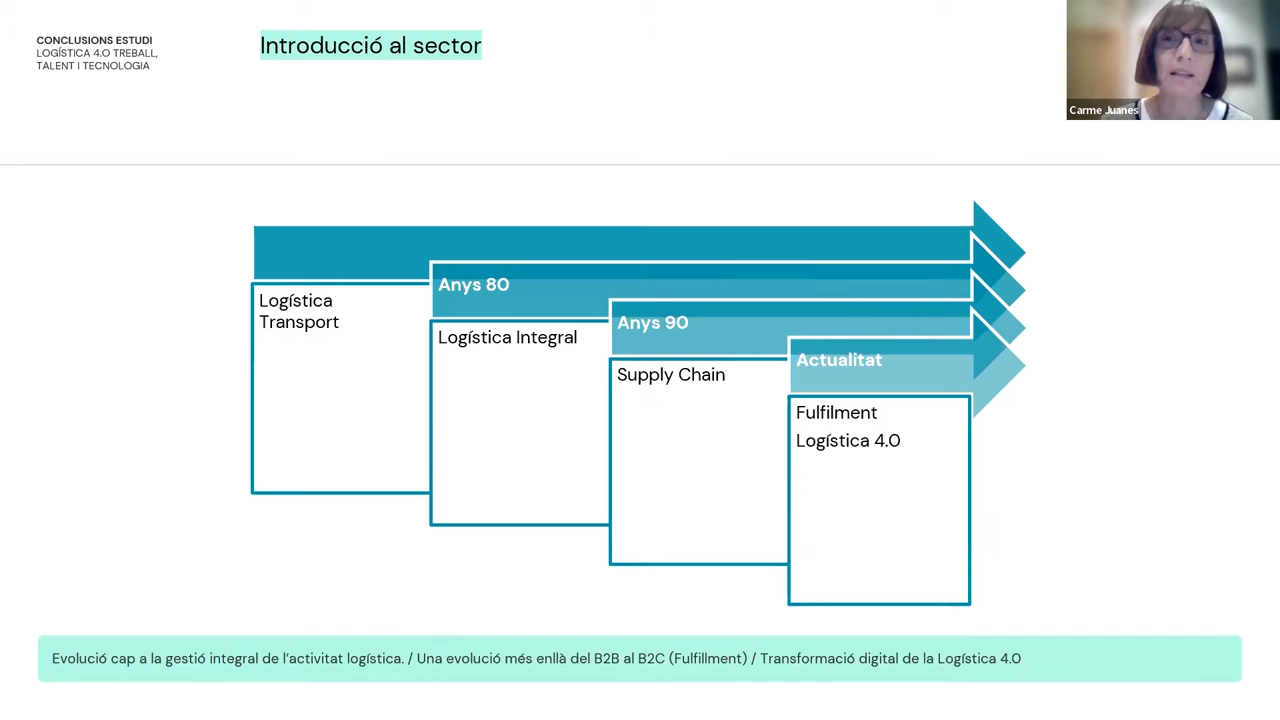 CONCLUSIONS ESTUDI
LOGÍSTICA 4.0 TREBALL,
TALENT I TECNOLOGIA
Introducció al sector
Carme Juanes
Logística
Transport
Anys 80
Logística Integral
Anys 90
Supply Chain
Actualitat
Fulfilment
Logística 4.0
Evolució cap a la gestió integral de l’activitat logística. / Una evolució més enllà del B2B al B2C (Fulfillment) / Transformació digital de la Logística 4.0